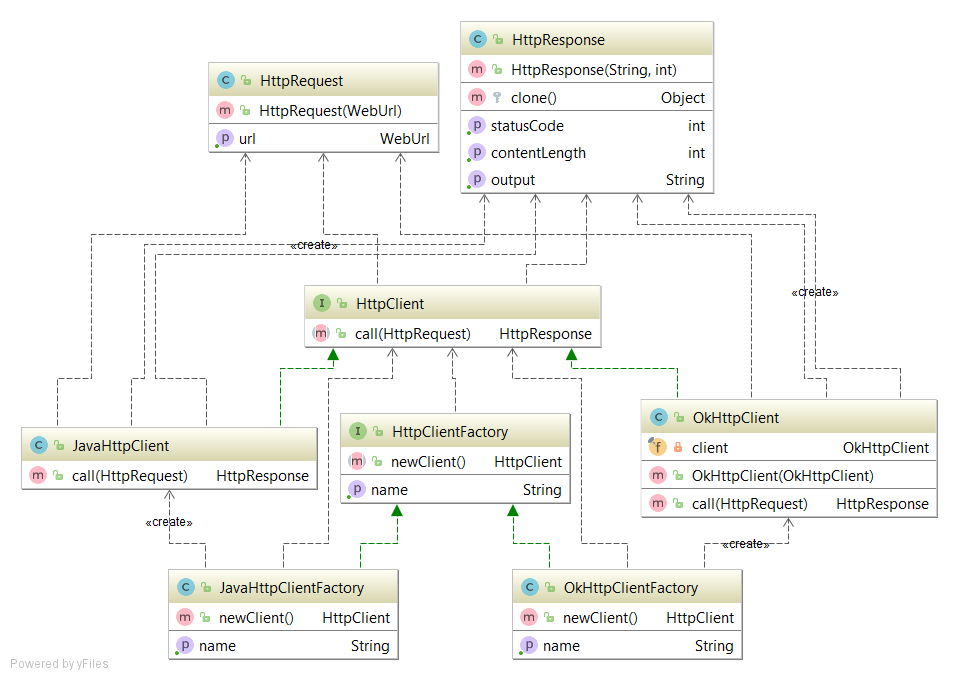 C HttpResponse
m HttpResponse(String, int)
m clone() Object
p statusCode int
p contentLength int
p output String
C HttpRequest
m HttpRequest(WebUrl)
p url WebUrl
«create»
«create»
I HttpClient
m call(HttpRequest) HttpResponse
C JavaHttpClient
m call(HttpRequest) HttpResponse
I HttpClientFactory
m newClient() HttpClient
p name String
C OkHttpClient
f client OkHttpClient
m OkHttpClient(OkHttpClient)
m call(HttpRequest) HttpResponse
«create»
«create»
C JavaHttpClientFactory
m newClient() HttpClient
p name String
C OkHttpClientFactory
m newClient() HttpClient
p name String
Powered by yFiles